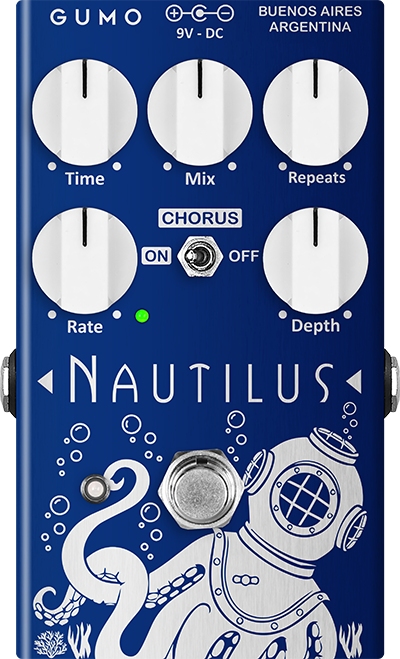 GUMO
9V - DC
BUENOS AIRES
ARGENTINA
Time
Mix
Repeats
CHORUS
ON
OFF
Rate
Depth
NAUTILUS